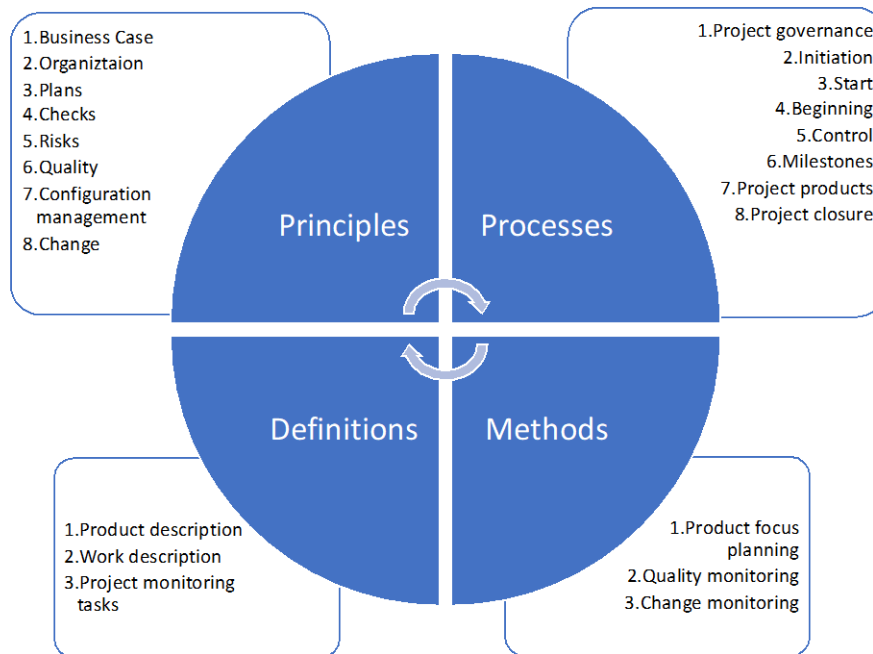 1.Business Case
2.Organiztaion
3.Plans
4.Checks
5.Risks
6.Quality
7.Configuration
management
8.Change
1.Project governance
2.Initiation
3.Start
4.Beginning
5.Control
6.Milestones
7.Project products
8.Project closure
Principles
Processes
Definitions
Methods
1.Product description
2.Work description
3.Project monitoring
tasks
1.Product focus
planning
2.Quality monitoring
3.Change monitoring